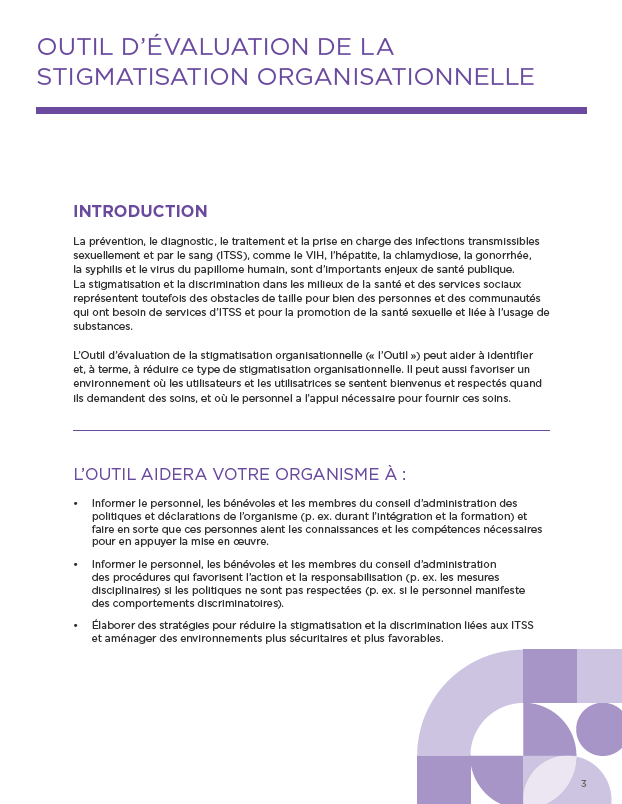 OUTIL D’ÉVALUATION DE LA
STIGMATISATION ORGANISATIONNELLE
INTRODUCTION
La prévention, le diagnostic, le traitement et la prise en charge des infections transmissibles
sexuellement et par le sang (ITSS), comme le VIH, l’hépatite, la chlamydiose, la gonorrhée,
la syphilis et le virus du papillome humain, sont d’importants enjeux de santé publique.
La stigmatisation et la discrimination dans les milieux de la santé et des services sociaux
représentent toutefois des obstacles de taille pour bien des personnes et des communautés
qui ont besoin de services d’ITSS et pour la promotion de la santé sexuelle et liée à l’usage de
substances.
L’Outil d’évaluation de la stigmatisation organisationnelle (« l’Outil ») peut aider à identifier
et, à terme, à réduire ce type de stigmatisation organisationnelle. Il peut aussi favoriser un
environnement où les utilisateurs et les utilisatrices se sentent bienvenus et respectés quand
ils demandent des soins, et où le personnel a l’appui nécessaire pour fournir ces soins.
L’OUTIL AIDERA VOTRE ORGANISME À :
• Informer le personnel, les bénévoles et les membres du conseil d’administration des
politiques et déclarations de l’organisme (p. ex. durant l’intégration et la formation) et
faire en sorte que ces personnes aient les connaissances et les compétences nécessaires
pour en appuyer la mise en œuvre.
• Informer le personnel, les bénévoles et les membres du conseil d’administration
des procédures qui favorisent l’action et la responsabilisation (p. ex. les mesures
disciplinaires) si les politiques ne sont pas respectées (p. ex. si le personnel manifeste
des comportements discriminatoires).
• Élaborer des stratégies pour réduire la stigmatisation et la discrimination liées aux ITSS
et aménager des environnements plus sécuritaires et plus favorables.
3